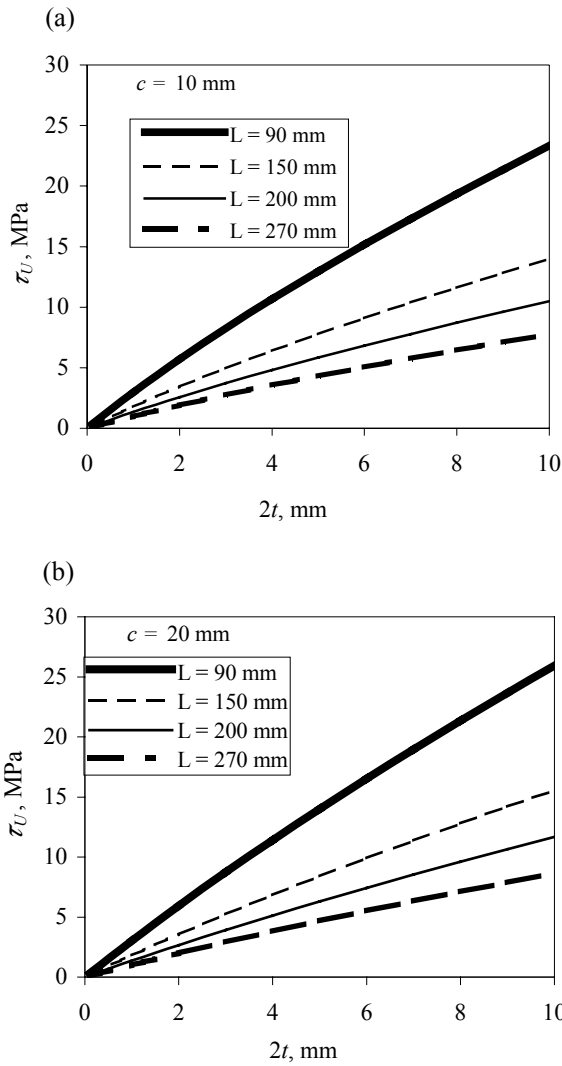 (a)
30
25
20
15
10
5
0
τU, MPa
c = 10 mm
L = 90 mm
L = 150 mm
L = 200 mm
L = 270 mm
0 2 4 6 8 10
2t, mm
(b)
30
25
20
15
10
5
0
τU, MPa
c = 20 mm
L = 90 mm
L = 150 mm
L = 200 mm
L = 270 mm
0 2 4 6 8 10
2t, mm